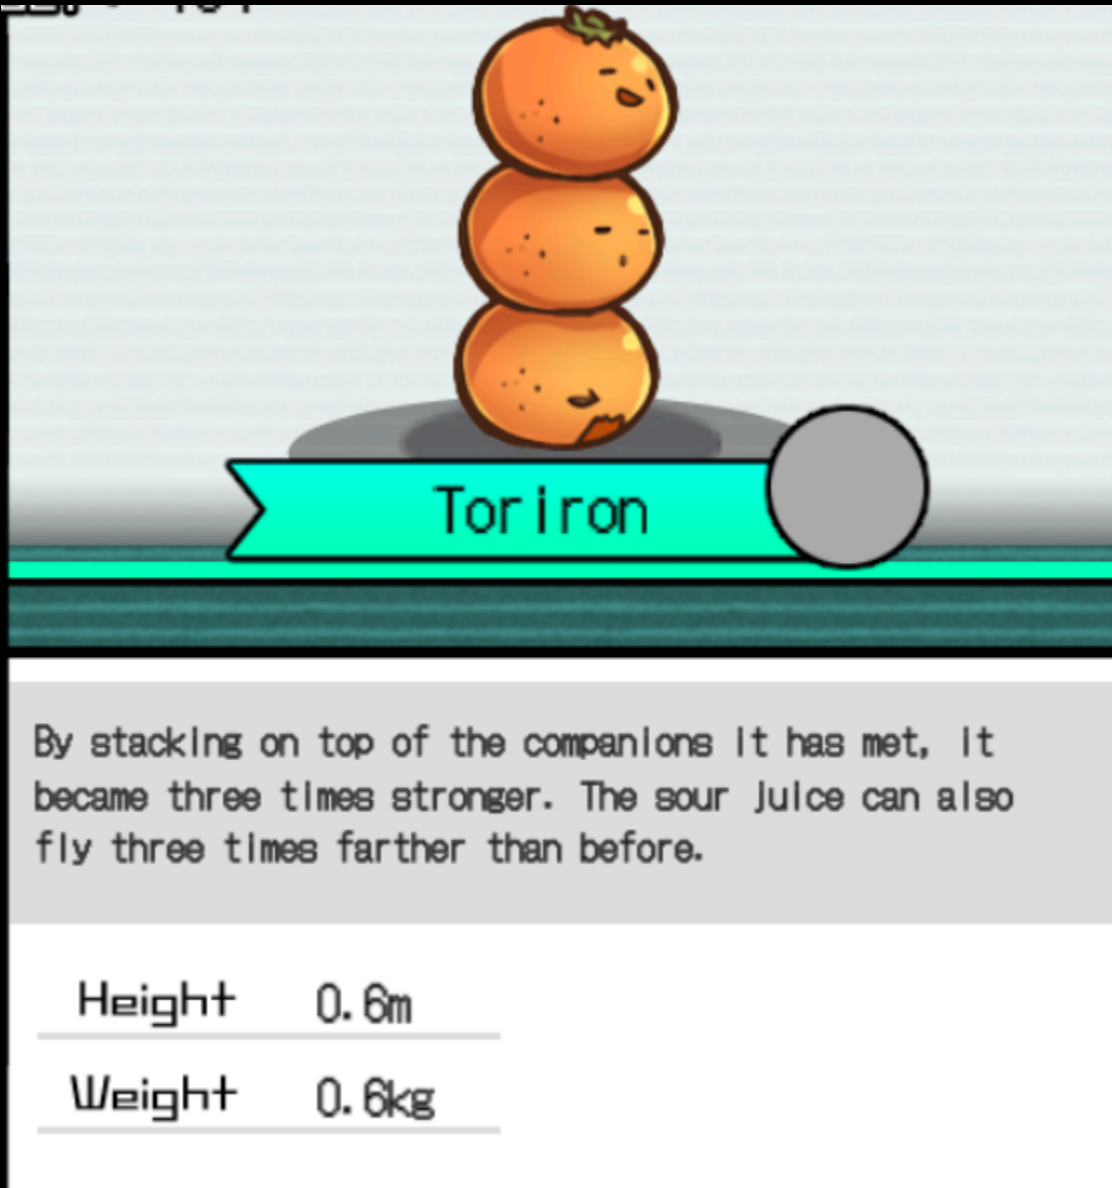 Toriron
By stacking on top of the companions it has met, it
became three times stronger. The sour juice can also
fly three times farther than before.
Height 0.6m
Weight 0.6kg